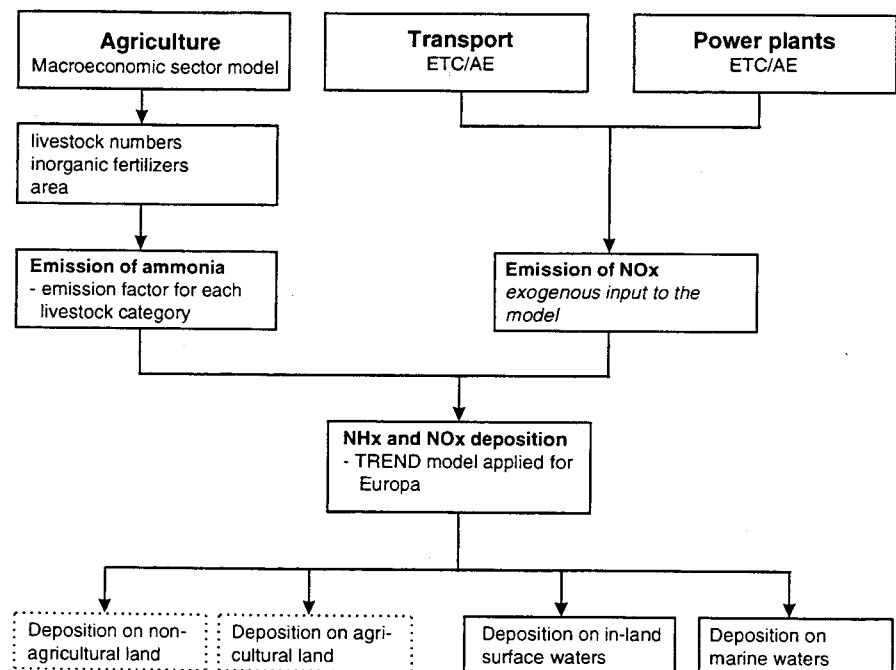 Agriculture
Macroeconomic sector model
Transport
ETC/AE
Power plants
ETC/AE
livestock numbers
inorganic fertilizers
area
Emission of ammonia
- emission factor for each
livestock category
Emission of NOx
exogenous input to the
model
NHx and NOx deposition
- TREND model applied for
Europa
Deposition on non-
agricultural land
Deposition on agri-
cultural land
Deposition on in-land
surface waters
Deposition on
marine waters